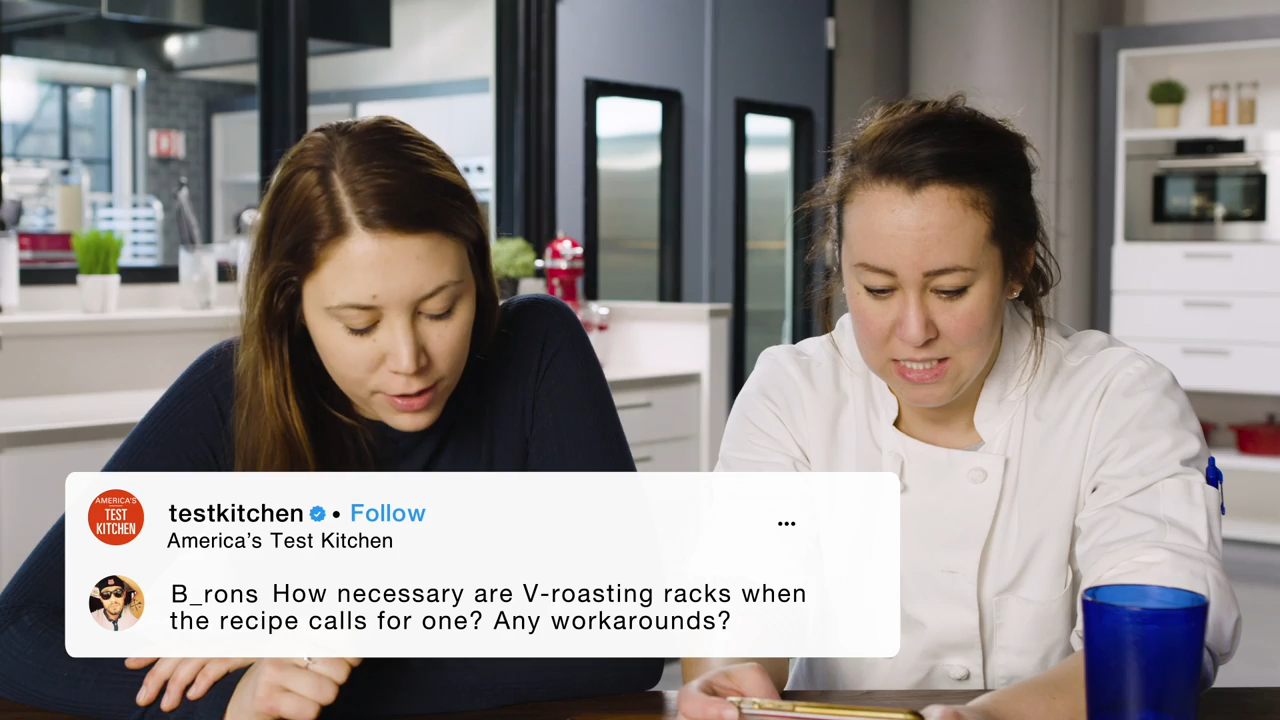 AMERICA'S
TEST
KITCHEN
testkitchen • Follow
America's Test Kitchen
B_rons How necessary are V-roasting racks when
the recipe calls for one? Any workarounds?